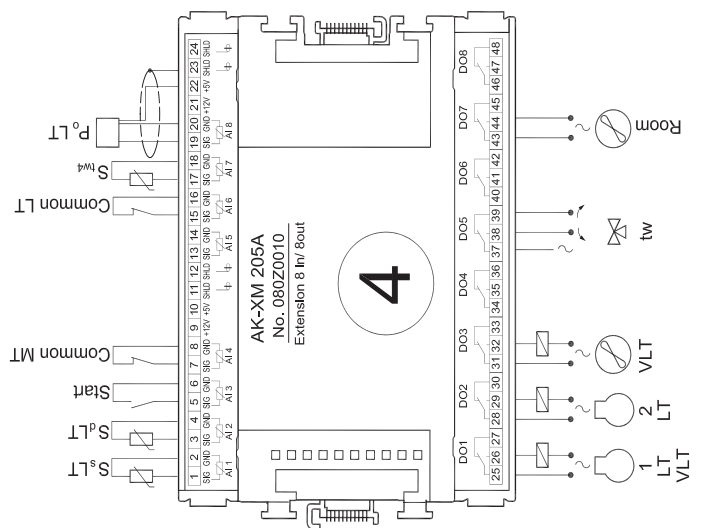 24
23
22
21
20
19
18
17
16
15
14
13
12
11
10
9
8
7
6
5
4
3
2
1
SHLD
SHLD
+5V
+12V
GND
SIG
GND
SIG
GND
SIG
GND
SIG
SHLD
SHLD
+5V
+12V
GND
SIG
GND
SIG
GND
SIG
GND
SIG
AI 8
AI 7
AI 6
AI 5
AI 4
AI 3
AI 2
AI 1
Po LT
Stw4
Common LT
Common MT
Start
Sd LT
Ss LT
AK-XM 205A
No. 080Z0010
Extension 8 In/ 8out
4
DO8
DO7
DO6
DO5
DO4
DO3
DO2
DO1
48
47
46
45
44
43
42
41
40
39
38
37
36
35
34
33
32
31
30
29
28
27
26
25
Room
tw
VLT
2
LT
1
LT
VLT